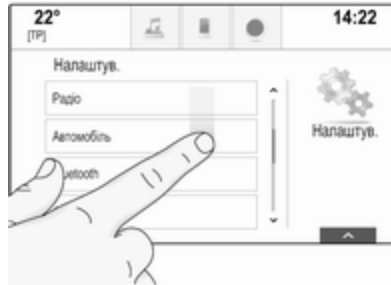 22° 14:22
[TP]
Налаштув.
Радіо
Автомобіль
Налаштув.